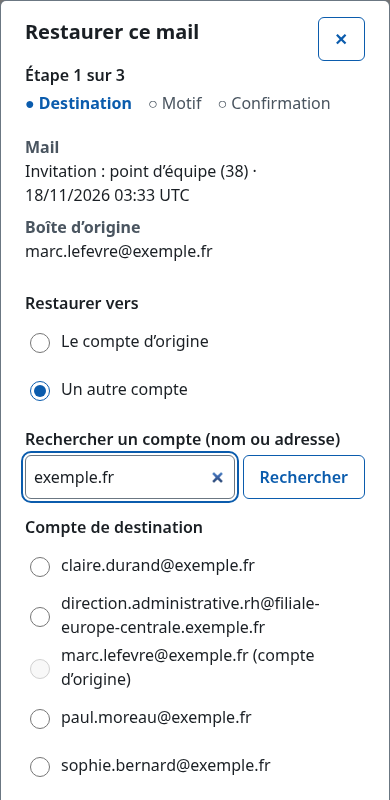 Restaurer ce mail
×
Étape 1 sur 3
● Destination ○ Motif ○ Confirmation
Mail
Invitation : point d’équipe (38) ·
18/11/2026 03:33 UTC
Boîte d’origine
marc.lefevre@exemple.fr
Restaurer vers
Le compte d’origine
Un autre compte
Rechercher un compte (nom ou adresse)
exemple.fr × Rechercher
Compte de destination
claire.durand@exemple.fr
direction.administrative.rh@filiale-
europe-centrale.exemple.fr
marc.lefevre@exemple.fr (compte
d’origine)
paul.moreau@exemple.fr
sophie.bernard@exemple.fr